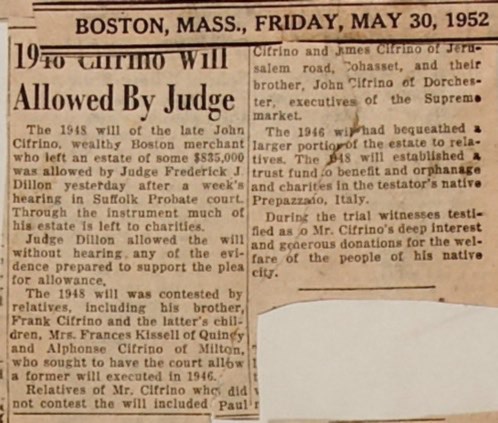 BOSTON, MASS., FRIDAY, MAY 30, 1952
1948 Cifrino Will
Allowed By Judge
The 1948 will of the late John
Cifrino, wealthy Boston merchant
who left an estate of some $835,000
was allowed by Judge Frederick J.
Dillon yesterday after a week's
hearing in Suffolk Probate court.
Through the instrument much of
his estate is left to charities.
Judge Dillon allowed the will
without hearing any of the evi-
dence prepared to support the plea
for allowance.
The 1948 will was contested by
relatives, including his brother,
Frank Cifrino and the latter's chil-
dren, Mrs. Frances Kissell of Quincy
and Alphonse Cifrino of Milton,
who sought to have the court allow
a former will executed in 1946.
Relatives of Mr. Cifrino who did
not contest the will included Paul
Cifrino and James Cifrino of Jeru-
salem road, Cohasset, and their
brother, John Cifrino of Dorches-
ter, executives of the Supreme
market.
The 1946 will had bequeathed a
larger portion of the estate to rela-
tives. The 1948 will established a
trust fund to benefit and orphanage
and charities in the testator's native
Prepazzano, Italy.
During the trial witnesses testi-
fied as to Mr. Cifrino's deep interest
and generous donations for the wel-
fare of the people of his native
city.